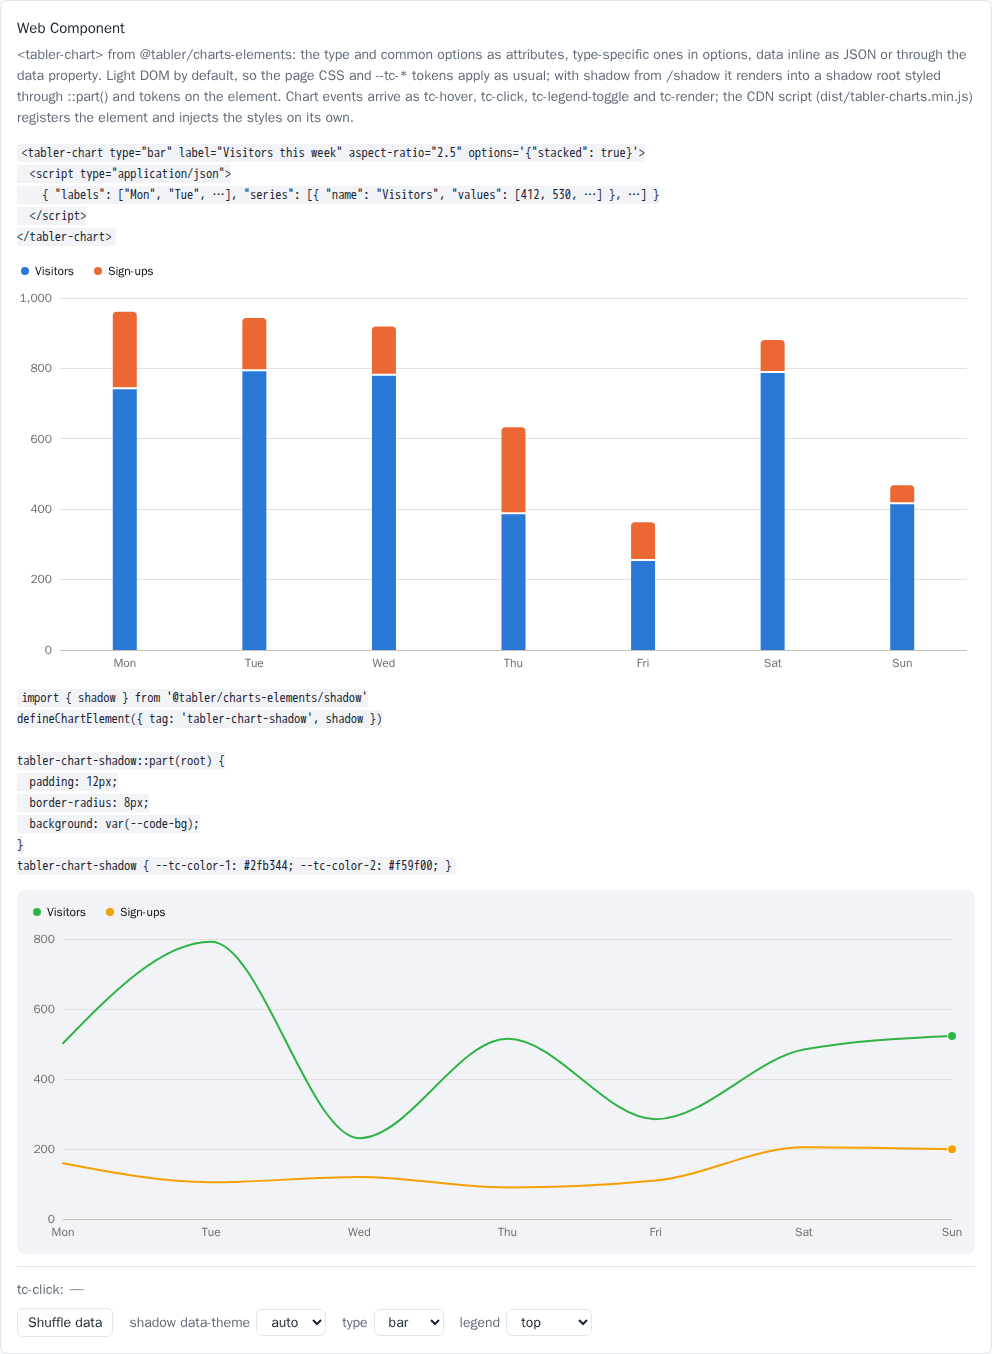 Web Component
<tabler-chart> from @tabler/charts-elements: the type and common options as attributes, type-specific ones in options, data inline as JSON or through the
data property. Light DOM by default, so the page CSS and --tc-* tokens apply as usual; with shadow from /shadow it renders into a shadow root styled
through ::part() and tokens on the element. Chart events arrive as tc-hover, tc-click, tc-legend-toggle and tc-render; the CDN script (dist/tabler-charts.min.js)
registers the element and injects the styles on its own.
<tabler-chart type="bar" label="Visitors this week" aspect-ratio="2.5" options='{"stacked": true}'>
<script type="application/json">
{ "labels": ["Mon", "Tue", …], "series": [{ "name": "Visitors", "values": [412, 530, …] }, …] }
</script>
</tabler-chart>
Visitors Sign-ups
1,000
800
600
400
200
0
Mon Tue Wed Thu Fri Sat Sun
import { shadow } from '@tabler/charts-elements/shadow'
defineChartElement({ tag: 'tabler-chart-shadow', shadow })
tabler-chart-shadow::part(root) {
padding: 12px;
border-radius: 8px;
background: var(--code-bg);
}
tabler-chart-shadow { --tc-color-1: #2fb344; --tc-color-2: #f59f00; }
Visitors Sign-ups
800
600
400
200
0
Mon Tue Wed Thu Fri Sat Sun
tc-click: —
Shuffle data shadow data-theme auto type bar legend top